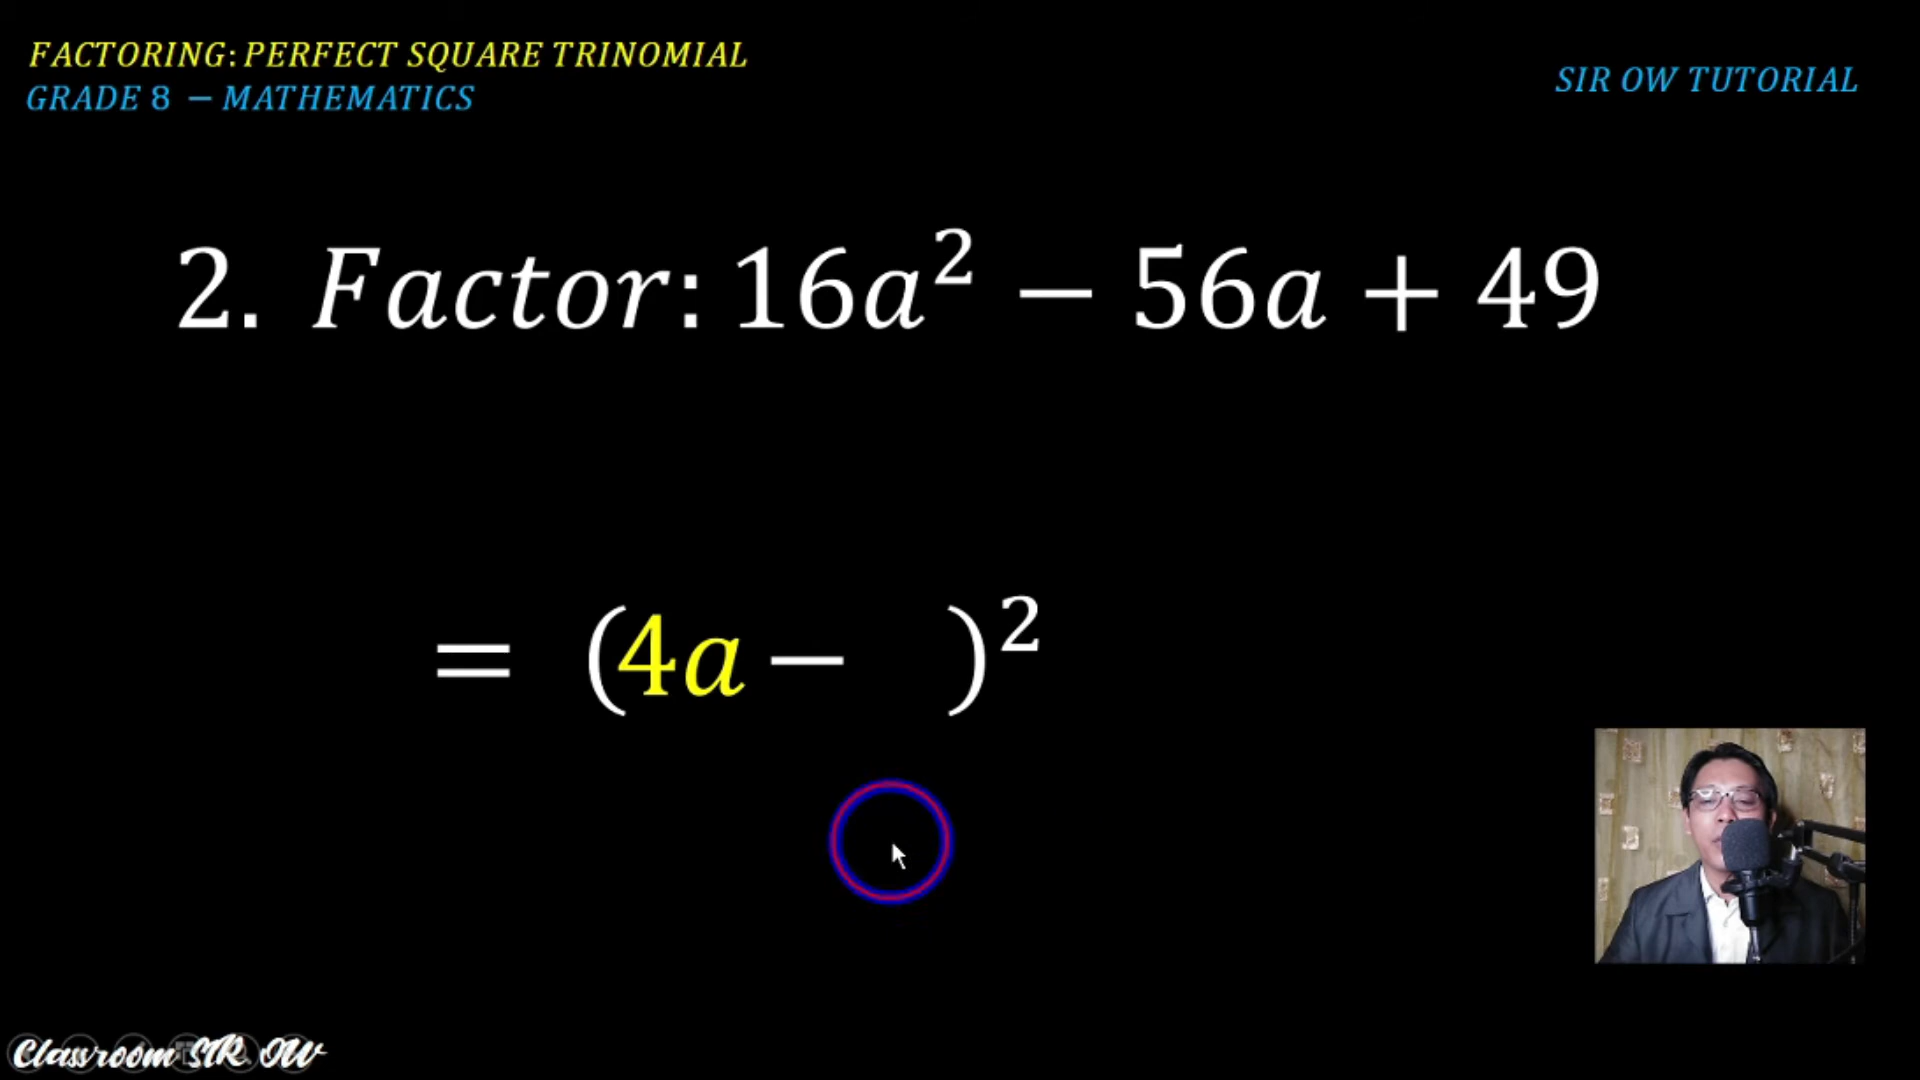 FACTORING: PERFECT SQUARE TRINOMIAL
GRADE 8 – MATHEMATICS
SIR OW TUTORIAL
2. Factor: 16a² − 56a + 49
= (4a −   )²
Classroom SIR OW